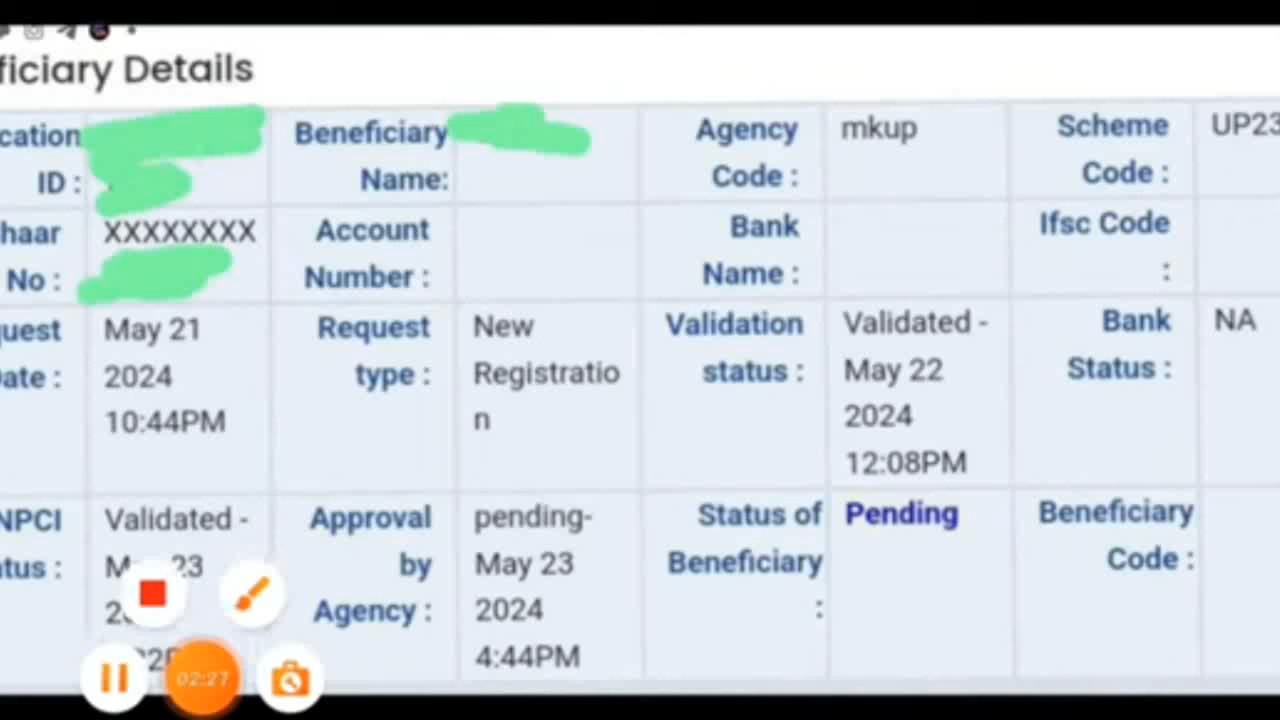 ficiary Details
cation
ID :
Beneficiary
Name:
Agency
Code :
mkup
Scheme
Code :
UP23
haar
No :
XXXXXXXX
Account
Number :
Bank
Name :
Ifsc Code
:
quest
ate :
May 21
2024
10:44PM
Request
type :
New
Registratio
n
Validation
status :
Validated -
May 22
2024
12:08PM
Bank
Status :
NA
NPCI
tus :
Validated -
Approval
by
Agency :
pending-
May 23
2024
4:44PM
Status of
Beneficiary
:
Pending
Beneficiary
Code :
02:27